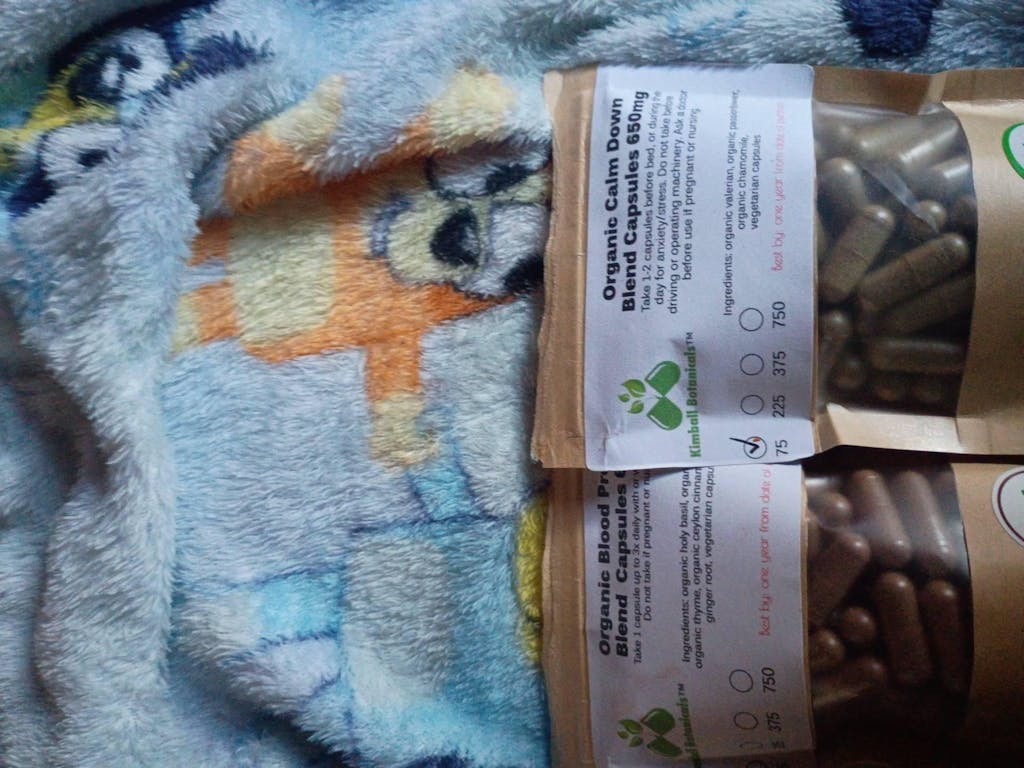 Organic Calm Down
Blend Capsules 650mg
Take 1-2 capsules before bed, or during the
day for anxiety/stress. Do not take before
driving or operating machinery. Ask a doctor
before use if pregnant or nursing
Ingredients: organic valerian, organic passionflower,
organic chamomile,
vegetarian capsules
Best by: one year from date
Kimball Botanicals™
75 225 375 750
Organic Blood Pr
Blend Capsules
Take 1 capsule up to 3x daily with or
Do not take if pregnant or nu
Ingredients: organic holy basil, organ
organic thyme, organic ceylon cinnam
ginger root, vegetarian capsu
Best by: one year from date
Botanicals™
375 750